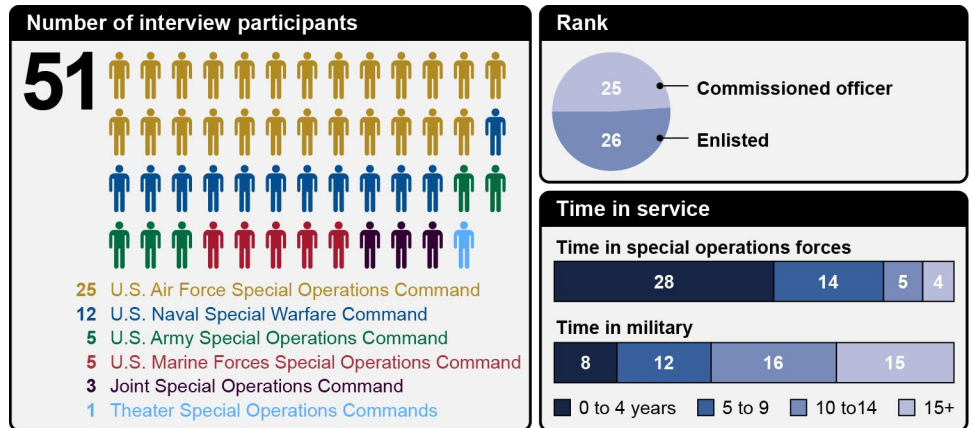 Number of interview participants
51
25 U.S. Air Force Special Operations Command
12 U.S. Naval Special Warfare Command
5 U.S. Army Special Operations Command
5 U.S. Marine Forces Special Operations Command
3 Joint Special Operations Command
1 Theater Special Operations Commands
Rank
25 Commissioned officer
26 Enlisted
Time in service
Time in special operations forces
28 14 5 4
Time in military
8 12 16 15
0 to 4 years 5 to 9 10 to14 15+